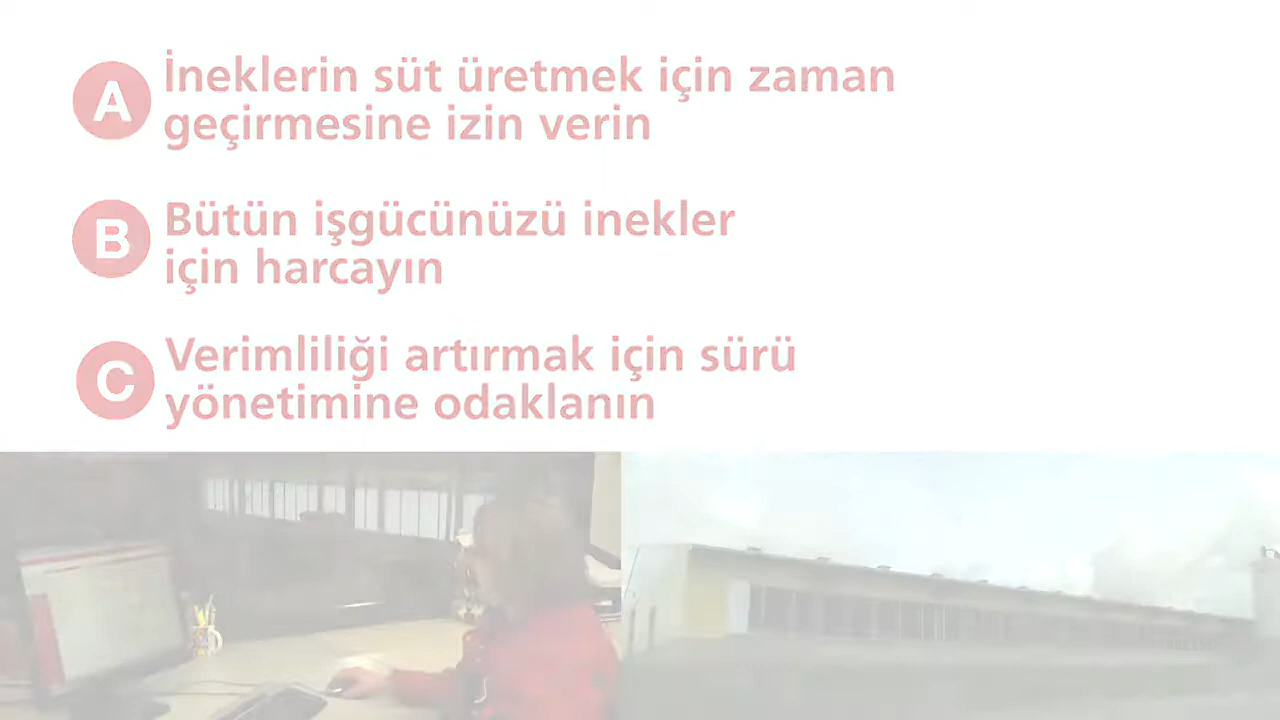 A İneklerin süt üretmek için zaman
geçirmesine izin verin
B Bütün işgücünüzü inekler
için harcayın
C Verimliliği artırmak için sürü
yönetimine odaklanın